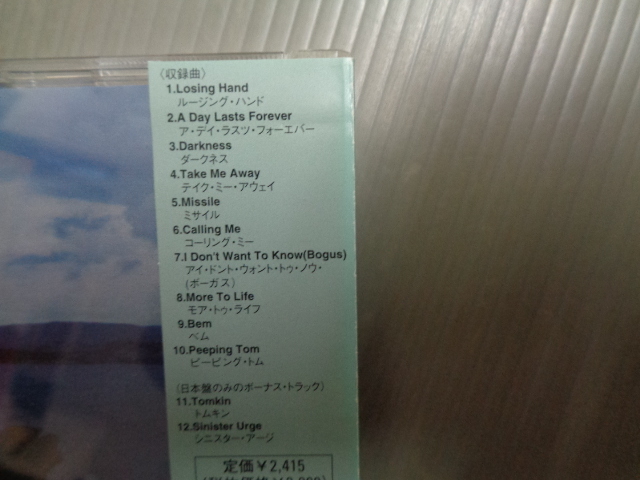 〈収録曲〉
1.Losing Hand
ルージング・ハンド
2.A Day Lasts Forever
ア・デイ・ラスツ・フォーエバー
3.Darkness
ダークネス
4.Take Me Away
テイク・ミー・アウェイ
5.Missile
ミサイル
6.Calling Me
コーリング・ミー
7.I Don't Want To Know(Bogus)
アイ・ドント・ウォント・トゥ・ノウ・
(ボーガス)
8.More To Life
モア・トゥ・ライフ
9.Bem
ベム
10.Peeping Tom
ピーピング・トム
〈日本盤のみのボーナス・トラック〉
11.Tomkin
トムキン
12.Sinister Urge
シニスター・アージ
定価￥2,415